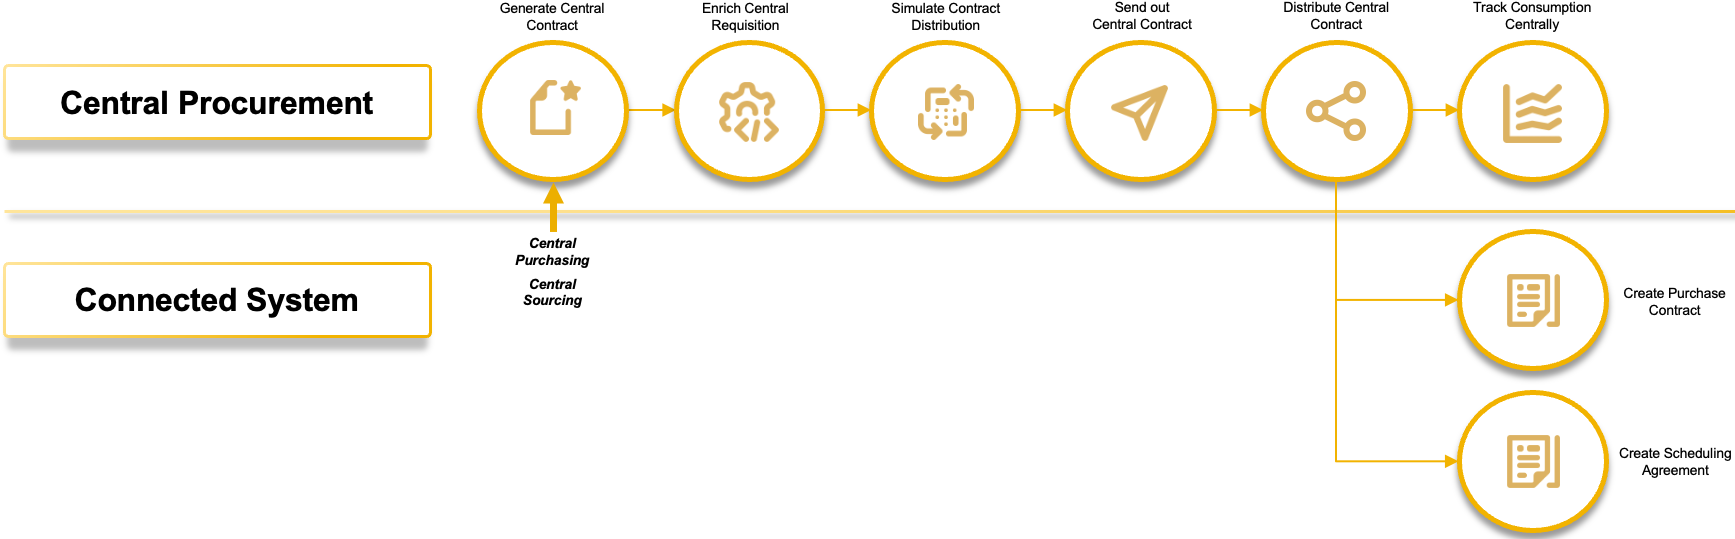 Generate Central
Contract
Enrich Central
Requisition
Simulate Contract
Distribution
Send out
Central Contract
Distribute Central
Contract
Track Consumption
Centrally
Central Procurement
Central
Purchasing
Central
Sourcing
Connected System
Create Purchase
Contract
Create Scheduling
Agreement